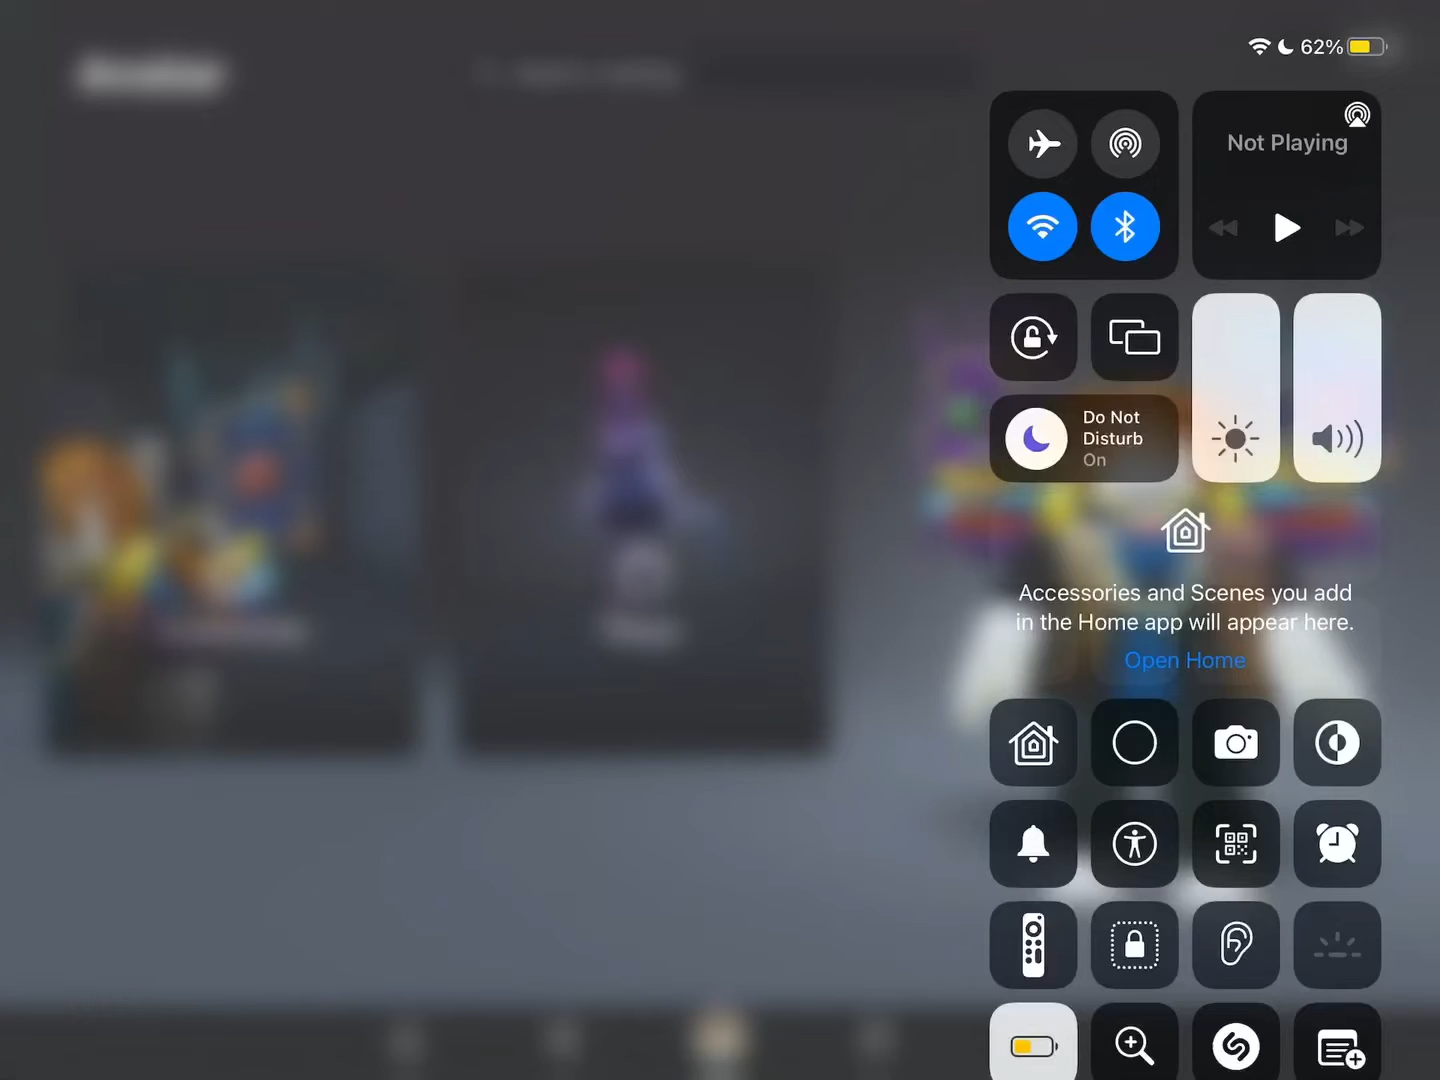 62%
Not Playing
Do Not
Disturb
On
Accessories and Scenes you add
in the Home app will appear here.
Open Home